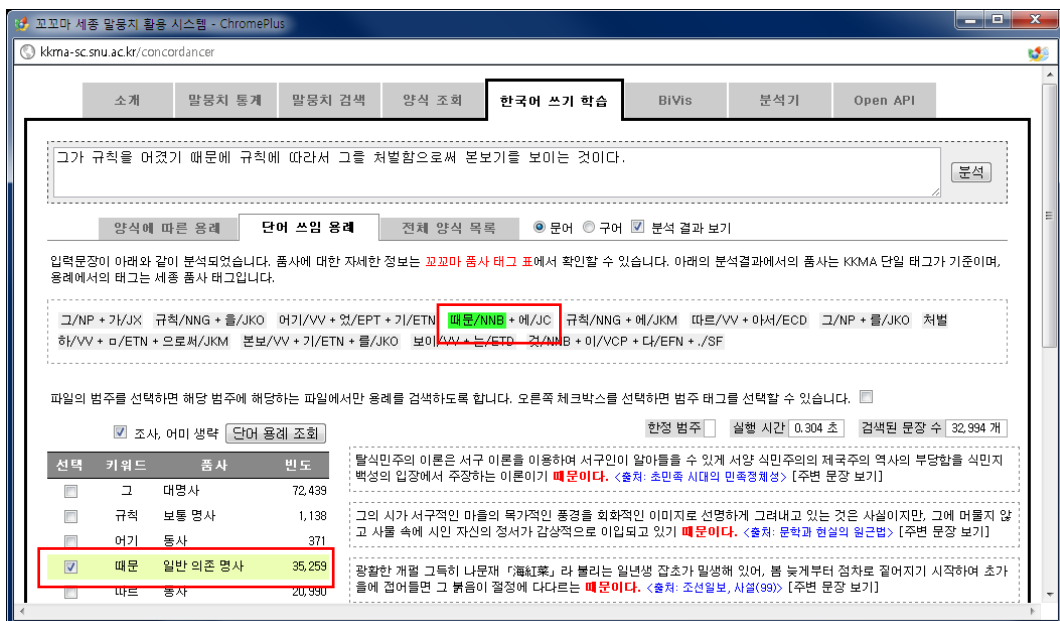 꼬꼬마 세종 말뭉치 활용 시스템 - ChromePlus
kkma-sc.snu.ac.kr/concordancer
소개 말뭉치 통계 말뭉치 검색 양식 조회 한국어 쓰기 학습 BiVis 분석기 Open API
그가 규칙을 어겼기 때문에 규칙에 따라서 그를 처벌함으로써 본보기를 보이는 것이다.
분석
양식에 따른 용례 단어 쓰임 용례 전체 양식 목록 문어 구어 분석 결과 보기
입력문장이 아래와 같이 분석되었습니다. 품사에 대한 자세한 정보는 꼬꼬마 품사 태그 표에서 확인할 수 있습니다. 아래의 분석결과에서의 품사는 KKMA 단일 태그가 기준이며,
용례에서의 태그는 세종 품사 태그입니다.
그/NP + 가/JX 규칙/NNG + 을/JKO 어기/VV + 었/EPT + 기/ETN 때문/NNB + 에/JC 규칙/NNG + 에/JKM 따르/VV + 아서/ECD 그/NP + 를/JKO 처벌
하/VV + ㅁ/ETN + 으로써/JKM 본보/VV + 기/ETN + 를/JKO 보이/VV + 는/ETD 것/NNB + 이/VCP + 다/EFN + ./SF
파일의 범주를 선택하면 해당 범주에 해당하는 파일에서만 용례를 검색하도록 합니다. 오른쪽 체크박스를 선택하면 범주 태그를 선택할 수 있습니다.
조사, 어미 생략 단어 용례 조회 한정 범주 실행 시간 0.304 초 검색된 문장 수 32,994 개
선택 키워드 품사 빈도
그 대명사 72,439
규칙 보통 명사 1,138
어기 동사 371
때문 일반 의존 명사 35,259
따르 동사 20,990
탈식민주의 이론은 서구 이론을 이용하여 서구인이 알아들을 수 있게 서양 식민주의의 제국주의 역사의 부당함을 식민지
백성의 입장에서 주장하는 이론이기 때문이다. <출처: 초민족 시대의 민족정체성> [주변 문장 보기]
그의 시가 서구적인 마을의 목가적인 풍경을 회화적인 이미지로 선명하게 그려내고 있는 것은 사실이지만, 그에 머물지 않
고 사물 속에 시인 자신의 정서가 감상적으로 이입되고 있기 때문이다. <출처: 문학과 현실의 원근법> [주변 문장 보기]
광활한 개펄 그득히 나문재「海紅菜」라 불리는 일년생 잡초가 밀생해 있어, 봄 늦게부터 점차로 짙어지기 시작하여 초가
을에 접어들면 그 붉음이 절정에 다다르는 때문이다. <출처: 조선일보, 사설(99)> [주변 문장 보기]